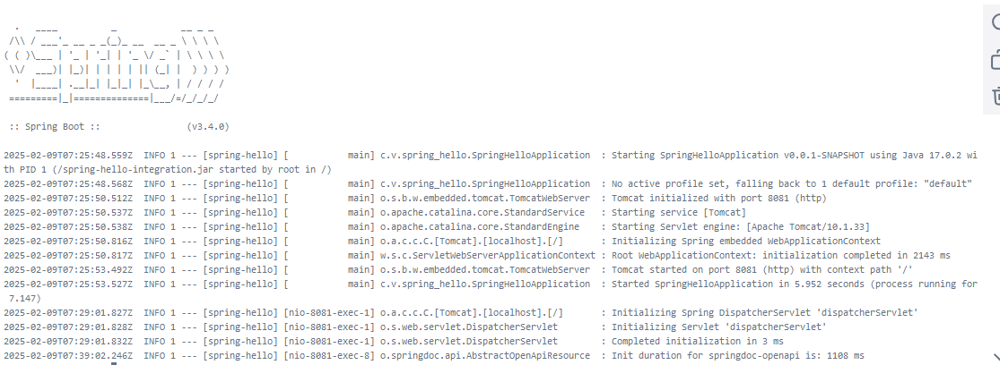 .   ____          _            __ _ _
 /\\ / ___'_ __ _ _(_)_ __  __ _ \ \ \ \
( ( )\___ | '_ | '_| | '_ \/ _` | \ \ \ \
 \\/  ___)| |_)| | | | | || (_| |  ) ) ) )
  '  |____| .__|_| |_|_| |_\__, | / / / /
 =========|_|==============|___/=/_/_/_/

 :: Spring Boot ::                (v3.4.0)

2025-02-09T07:25:48.559Z  INFO 1 --- [spring-hello] [           main] c.v.spring_hello.SpringHelloApplication  : Starting SpringHelloApplication v0.0.1-SNAPSHOT using Java 17.0.2 wi
th PID 1 (/spring-hello-integration.jar started by root in /)
2025-02-09T07:25:48.568Z  INFO 1 --- [spring-hello] [           main] c.v.spring_hello.SpringHelloApplication  : No active profile set, falling back to 1 default profile: "default"
2025-02-09T07:25:50.512Z  INFO 1 --- [spring-hello] [           main] o.s.b.w.embedded.tomcat.TomcatWebServer  : Tomcat initialized with port 8081 (http)
2025-02-09T07:25:50.537Z  INFO 1 --- [spring-hello] [           main] o.apache.catalina.core.StandardService   : Starting service [Tomcat]
2025-02-09T07:25:50.538Z  INFO 1 --- [spring-hello] [           main] o.apache.catalina.core.StandardEngine    : Starting Servlet engine: [Apache Tomcat/10.1.33]
2025-02-09T07:25:50.816Z  INFO 1 --- [spring-hello] [           main] o.a.c.c.C.[Tomcat].[localhost].[/]       : Initializing Spring embedded WebApplicationContext
2025-02-09T07:25:50.817Z  INFO 1 --- [spring-hello] [           main] w.s.c.ServletWebServerApplicationContext : Root WebApplicationContext: initialization completed in 2143 ms
2025-02-09T07:25:53.492Z  INFO 1 --- [spring-hello] [           main] o.s.b.w.embedded.tomcat.TomcatWebServer  : Tomcat started on port 8081 (http) with context path '/'
2025-02-09T07:25:53.527Z  INFO 1 --- [spring-hello] [           main] c.v.spring_hello.SpringHelloApplication  : Started SpringHelloApplication in 5.952 seconds (process running for
 7.147)
2025-02-09T07:29:01.827Z  INFO 1 --- [spring-hello] [nio-8081-exec-1] o.a.c.c.C.[Tomcat].[localhost].[/]       : Initializing Spring DispatcherServlet 'dispatcherServlet'
2025-02-09T07:29:01.828Z  INFO 1 --- [spring-hello] [nio-8081-exec-1] o.s.web.servlet.DispatcherServlet        : Initializing Servlet 'dispatcherServlet'
2025-02-09T07:29:01.832Z  INFO 1 --- [spring-hello] [nio-8081-exec-1] o.s.web.servlet.DispatcherServlet        : Completed initialization in 3 ms
2025-02-09T07:39:02.246Z  INFO 1 --- [spring-hello] [nio-8081-exec-8] o.springdoc.api.AbstractOpenApiResource  : Init duration for springdoc-openapi is: 1108 ms